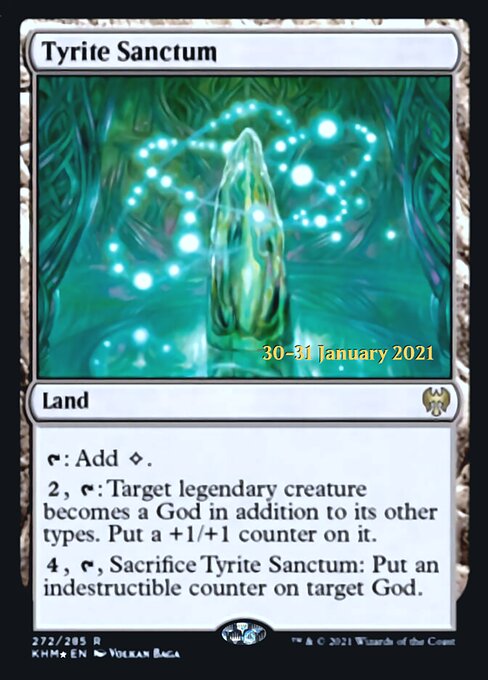 Tyrite Sanctum
30-31 January 2021
Land
: Add .
2, : Target legendary creature
becomes a God in addition to its other
types. Put a +1/+1 counter on it.
4, , Sacrifice Tyrite Sanctum: Put an
indestructible counter on target God.
272/285 R
KHM★EN Volkan Baga
™ & © 2021 Wizards of the Coast